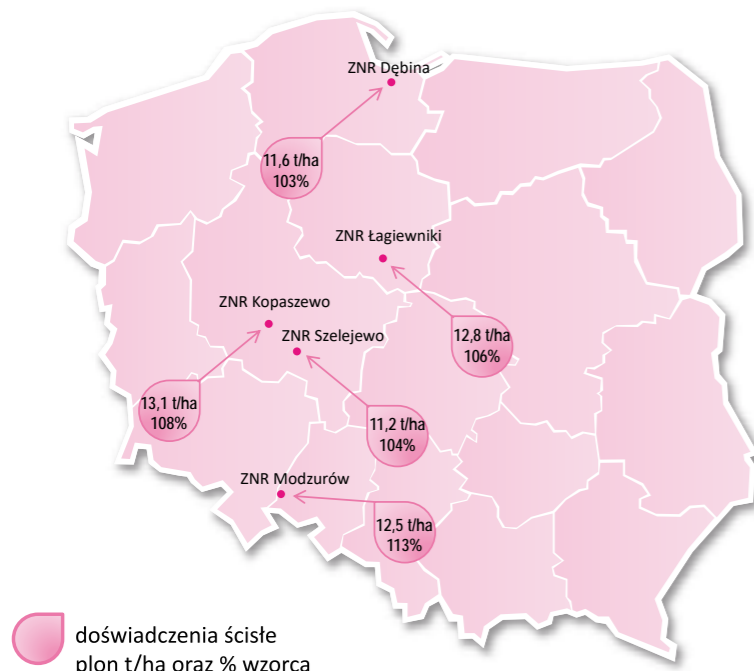 ZNR Dębina
11,6 t/ha
103%
ZNR Łagiewniki
12,8 t/ha
106%
ZNR Kopaszewo
13,1 t/ha
108%
ZNR Szelejewo
11,2 t/ha
104%
ZNR Modzurów
12,5 t/ha
113%
doświadczenia ścisłe
plon t/ha oraz % wzorca